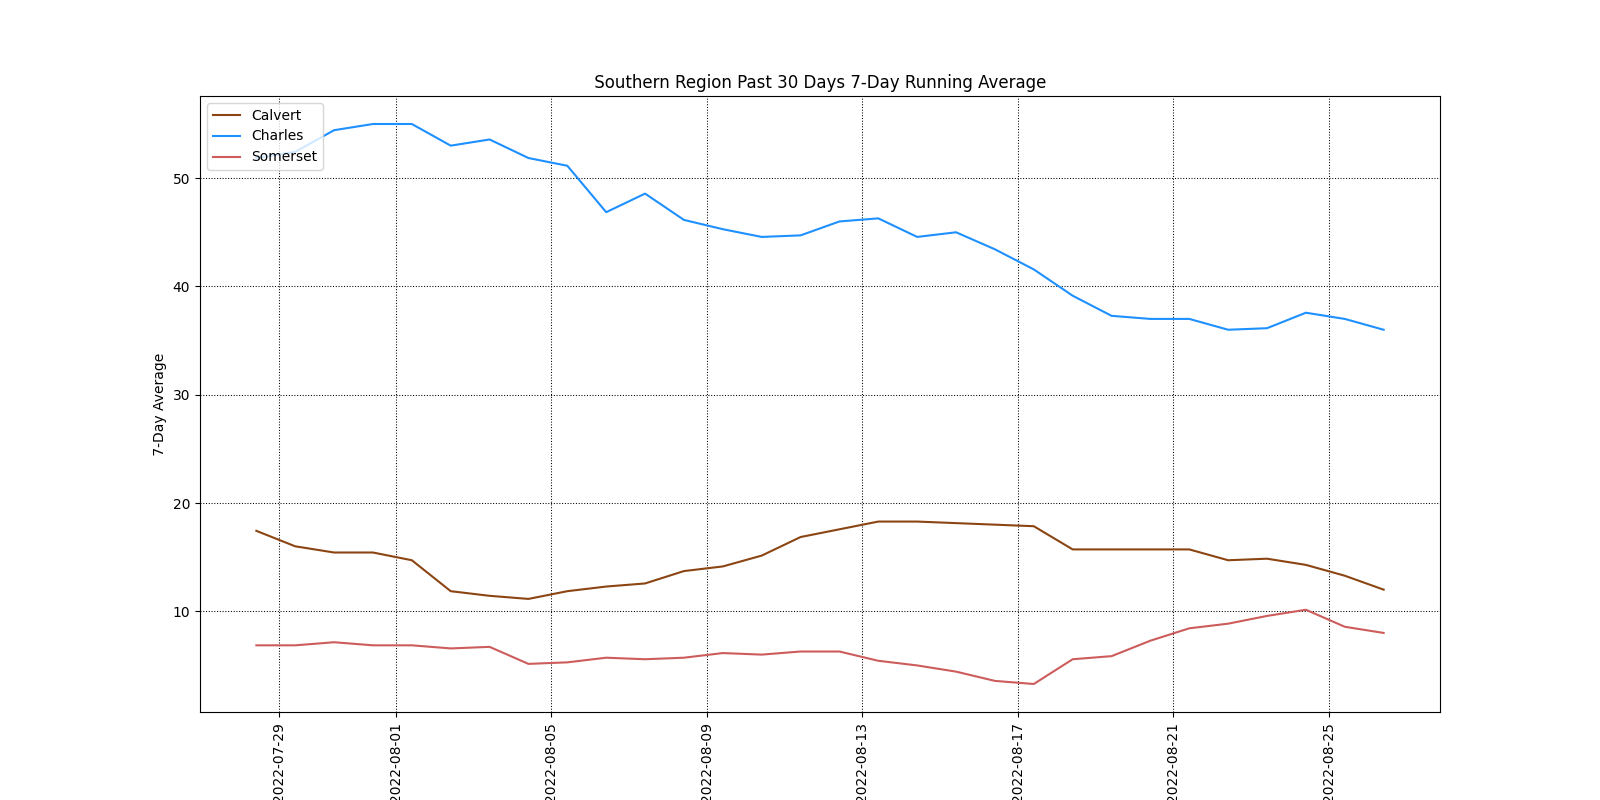 Southern Region Past 30 Days 7-Day Running Average
Calvert
Charles
Somerset
7-Day Average
50
40
30
20
10
2022-07-29
2022-08-01
2022-08-05
2022-08-09
2022-08-13
2022-08-17
2022-08-21
2022-08-25